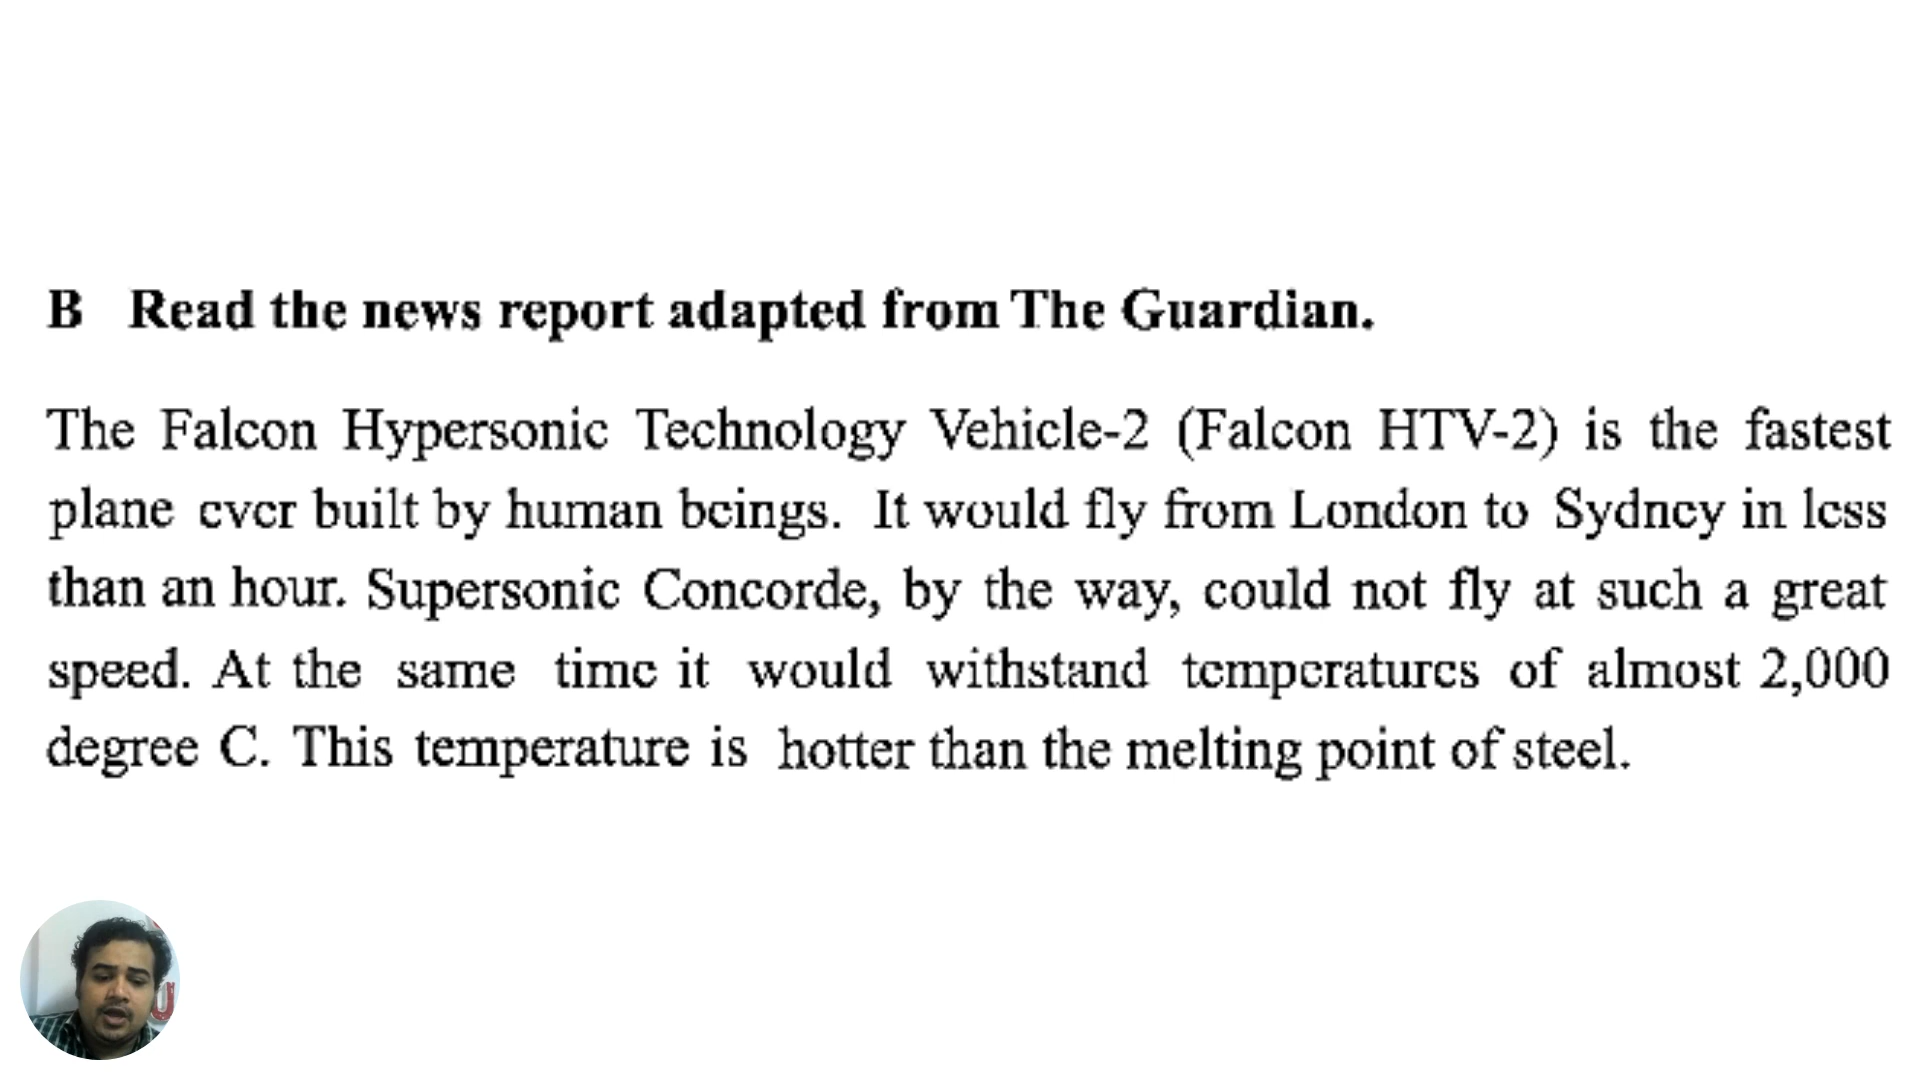 B Read the news report adapted from The Guardian.
The Falcon Hypersonic Technology Vehicle-2 (Falcon HTV-2) is the fastest
plane ever built by human beings. It would fly from London to Sydney in less
than an hour. Supersonic Concorde, by the way, could not fly at such a great
speed. At the same time it would withstand temperatures of almost 2,000
degree C. This temperature is hotter than the melting point of steel.
U